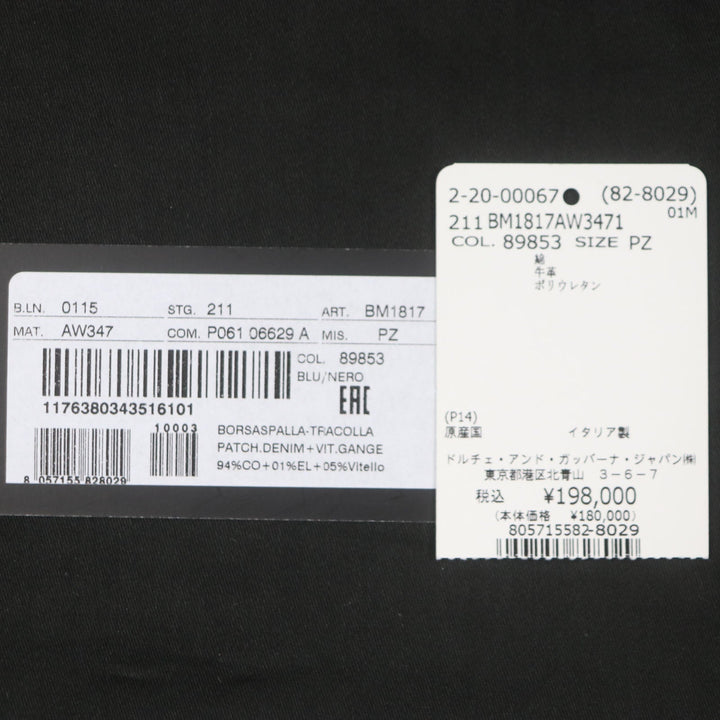 B.LN. 0115 STG. 211 ART. BM1817
MAT. AW347 COM. P061 06629 A MIS. PZ
COL. 89853
BLU/NERO
1176380343516101
EAC
10003
BORSASPALLA-TRACOLLA
PATCH.DENIM+VIT.GANGE
94%CO+01%EL+05%Vitello
8 057155 828029
2-20-00067● (82-8029)
01M
211 BM1817AW3471
COL. 89853 SIZE PZ
綿
牛革
ポリウレタン
(P14)
原産国 イタリア製
ドルチェ・アンド・ガッバーナ・ジャパン㈱
東京都港区北青山 3-6-7
税込 ¥198,000
(本体価格 ¥180,000)
805715582-8029